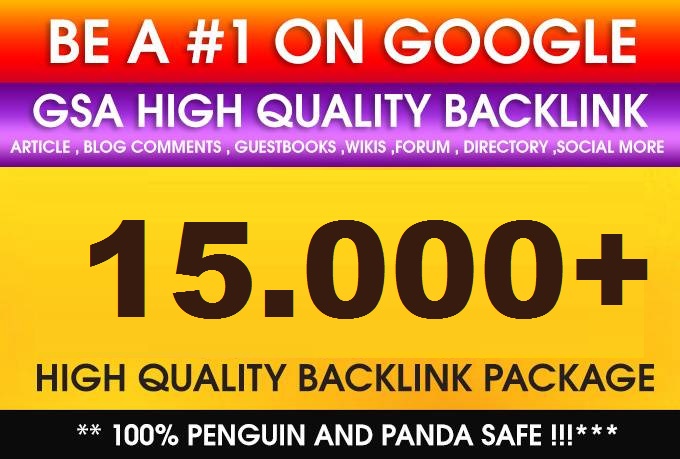 BE A #1 ON GOOGLE
GSA HIGH QUALITY BACKLINK
ARTICLE , BLOG COMMENTS , GUESTBOOKS ,WIKIS ,FORUM , DIRECTORY ,SOCIAL MORE
15.000+
HIGH QUALITY BACKLINK PACKAGE
** 100% PENGUIN AND PANDA SAFE !!!***